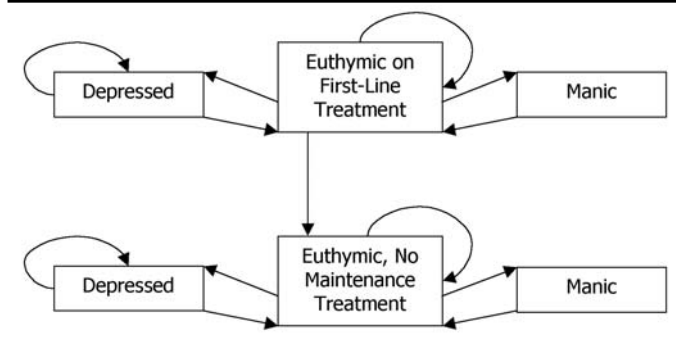 Depressed
Euthymic on
First-Line
Treatment
Manic
Depressed
Euthymic, No
Maintenance
Treatment
Manic